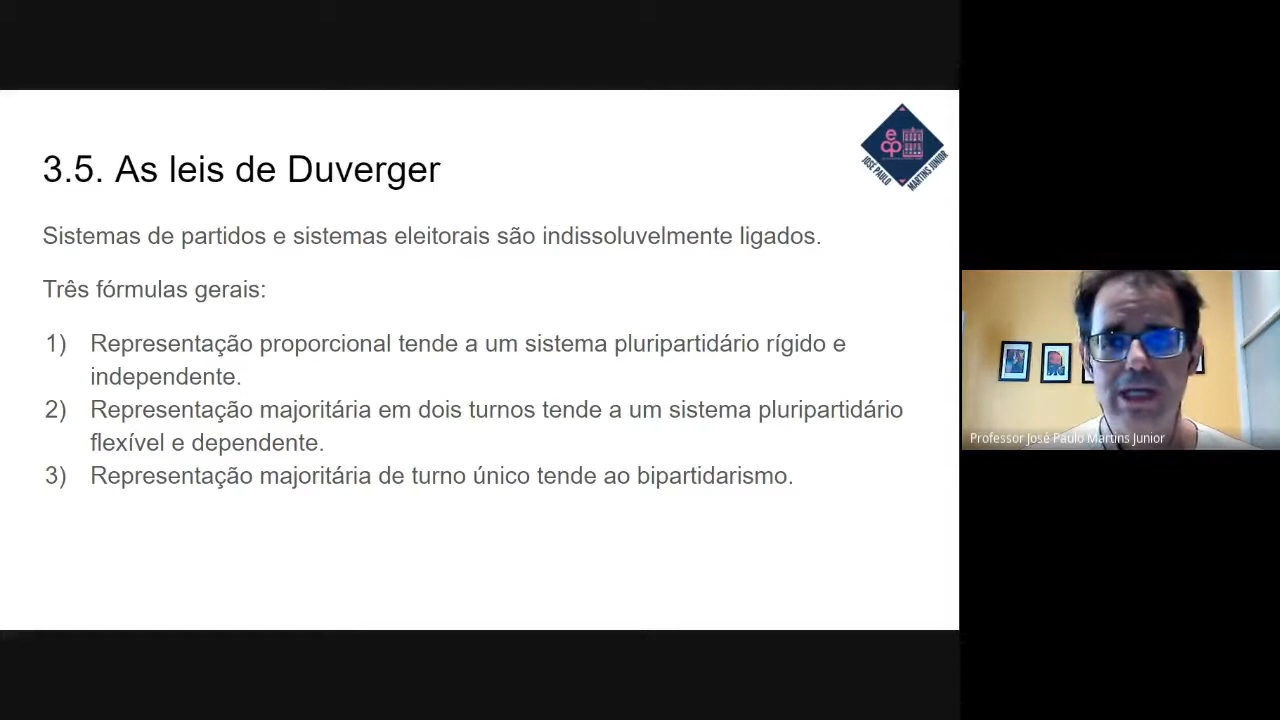 3.5. As leis de Duverger
ecp
JOSÉ PAULO
MARTINS JUNIOR
Sistemas de partidos e sistemas eleitorais são indissoluvelmente ligados.
Três fórmulas gerais:
1) Representação proporcional tende a um sistema pluripartidário rígido e
independente.
2) Representação majoritária em dois turnos tende a um sistema pluripartidário
flexível e dependente.
3) Representação majoritária de turno único tende ao bipartidarismo.
Professor José Paulo Martins Junior